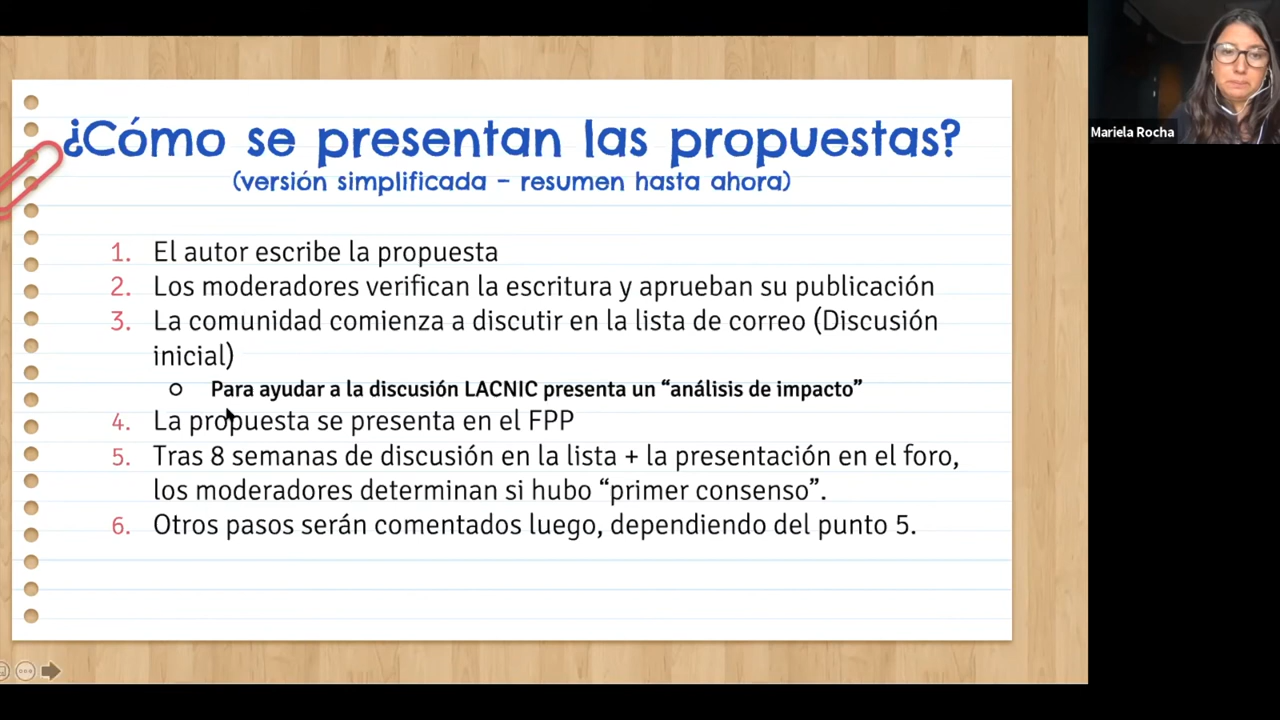 ¿Cómo se presentan las propuestas?
(versión simplificada – resumen hasta ahora)
1. El autor escribe la propuesta
2. Los moderadores verifican la escritura y aprueban su publicación
3. La comunidad comienza a discutir en la lista de correo (Discusión
inicial)
Para ayudar a la discusión LACNIC presenta un “análisis de impacto”
4. La propuesta se presenta en el FPP
5. Tras 8 semanas de discusión en la lista + la presentación en el foro,
los moderadores determinan si hubo “primer consenso”.
6. Otros pasos serán comentados luego, dependiendo del punto 5.
Mariela Rocha